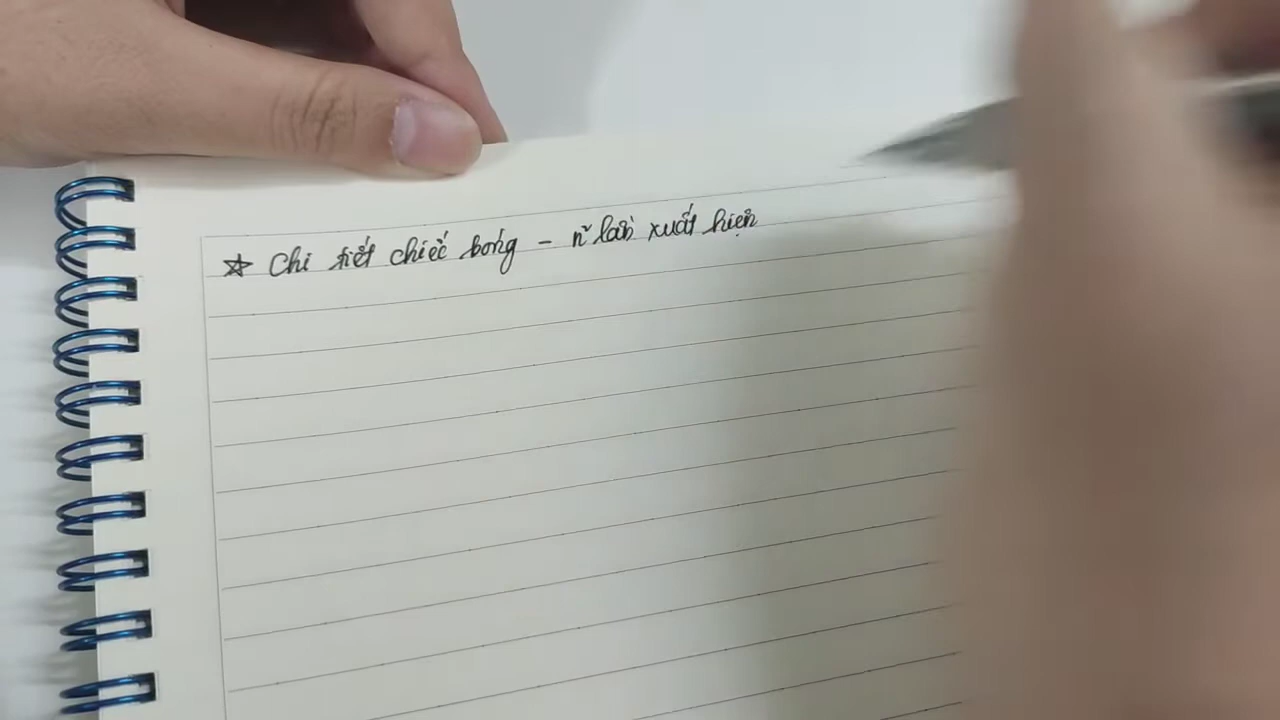 ☆ Chi tiết chiếc bóng - n~ lần xuất hiện